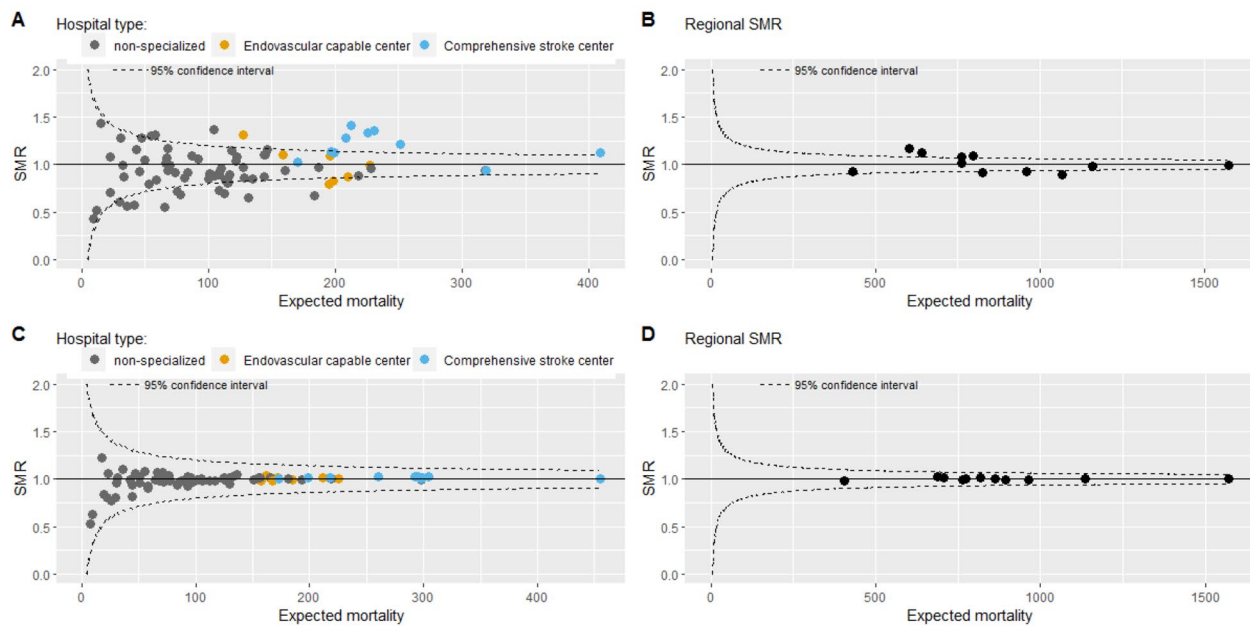 A
Hospital type:
non-specialized Endovascular capable center Comprehensive stroke center
95% confidence interval
2.0
1.5
1.0
0.5
0.0
SMR
0 100 200 300 400
Expected mortality
B
Regional SMR
95% confidence interval
2.0
1.5
1.0
0.5
0.0
SMR
0 500 1000 1500
Expected mortality
C
Hospital type:
non-specialized Endovascular capable center Comprehensive stroke center
95% confidence interval
2.0
1.5
1.0
0.5
0.0
SMR
0 100 200 300 400
Expected mortality
D
Regional SMR
95% confidence interval
2.0
1.5
1.0
0.5
0.0
SMR
0 500 1000 1500
Expected mortality